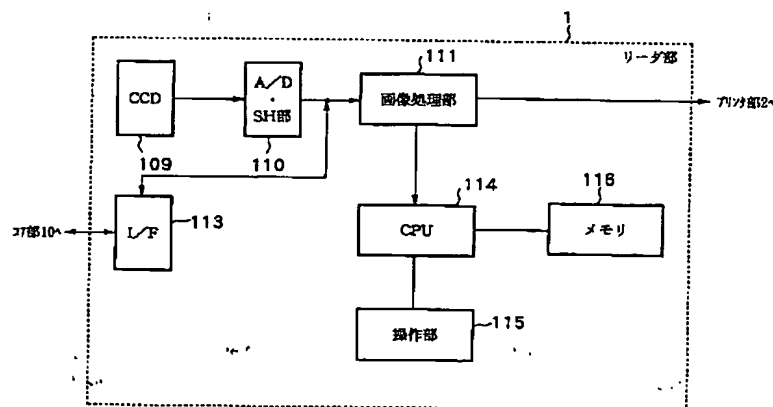 1
リーダ部
111
CCD
A/D
・
SH部
画像処理部
プリンタ部2へ
109
110
114
116
I/F
113
コア部10へ
CPU
メモリ
操作部
115